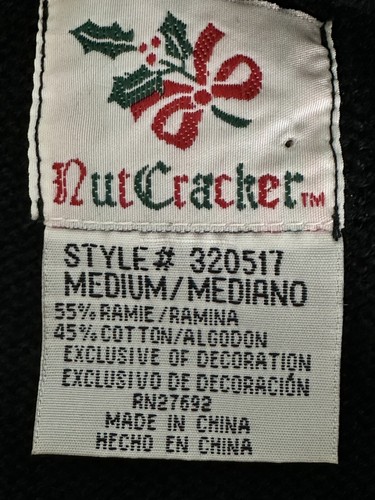 NutCracker™
STYLE# 320517
MEDIUM/MEDIANO
55% RAMIE/RAMINA
45% COTTON/ALGODON
EXCLUSIVE OF DECORATION
EXCLUSIVO DE DECORACIÓN
RN27692
MADE IN CHINA
HECHO EN CHINA